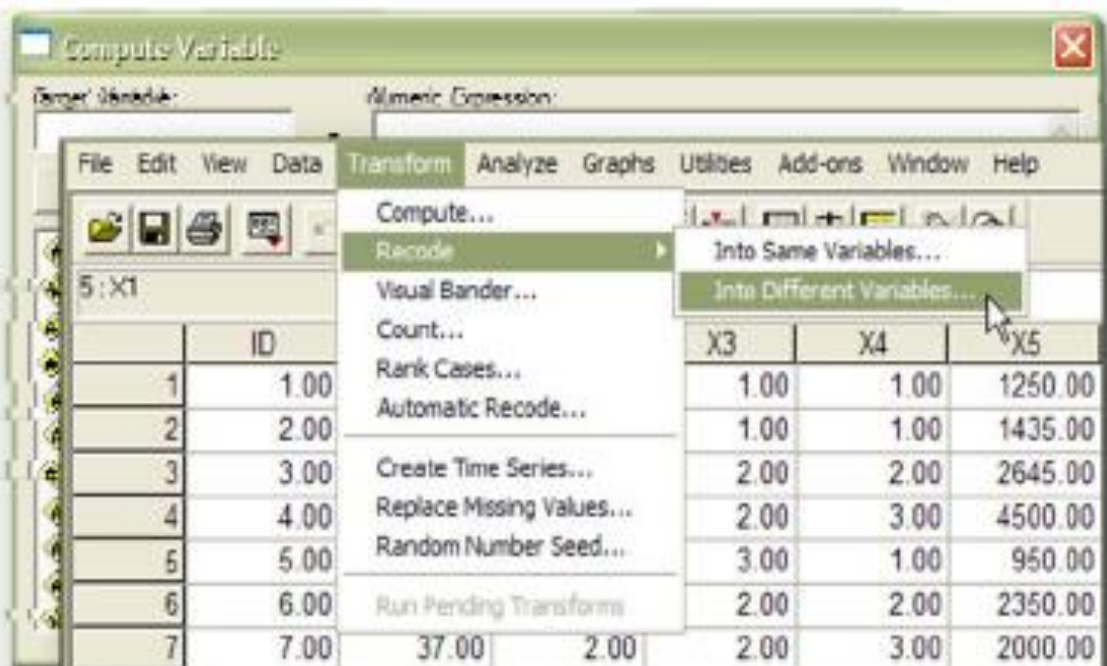 Compute Variable
Target Variable:
Numeric Expression:
File Edit View Data Transform Analyze Graphs Utilities Add-ons Window Help
Compute...
Recode
Into Same Variables...
Into Different Variables...
Visual Bander...
Count...
Rank Cases...
Automatic Recode...
Create Time Series...
Replace Missing Values...
Random Number Seed...
Run Pending Transforms
5 : X1
ID X3 X4 X5
1 1.00 1.00 1.00 1250.00
2 2.00 1.00 1.00 1435.00
3 3.00 2.00 2.00 2645.00
4 4.00 2.00 3.00 4500.00
5 5.00 3.00 1.00 950.00
6 6.00 2.00 2.00 2350.00
7 7.00 37.00 2.00 2.00 3.00 2000.00